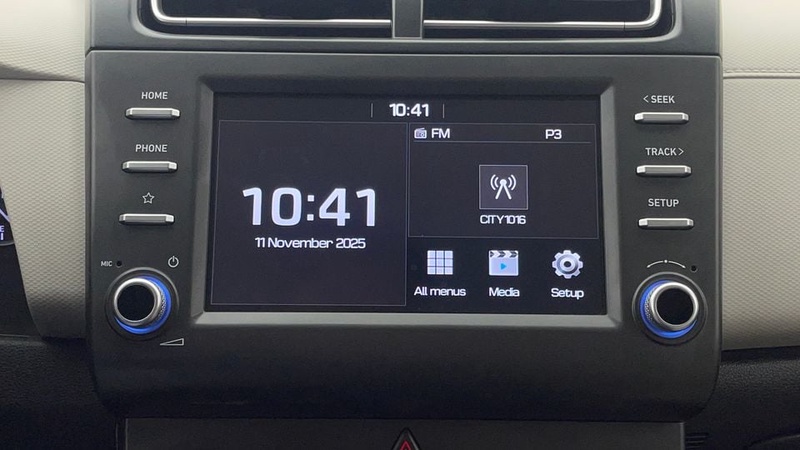 HOME
PHONE
MIC
10:41
10:41
11 November 2025
FM P3
CITY1016
All menus Media Setup
< SEEK
TRACK >
SETUP